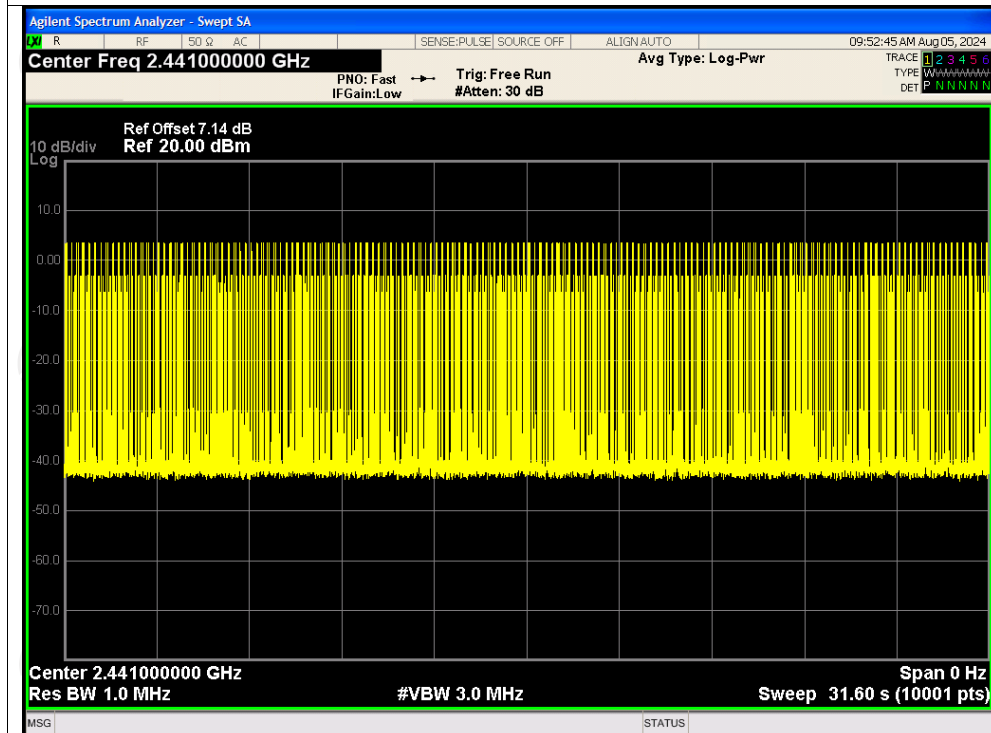 Agilent Spectrum Analyzer - Swept SA
LXI R RF 50 Ω AC SENSE:PULSE SOURCE OFF ALIGN AUTO 09:52:45 AM Aug 05, 2024
Center Freq 2.441000000 GHz Avg Type: Log-Pwr TRACE 1 2 3 4 5 6
PNO: Fast Trig: Free Run TYPE W
IFGain:Low #Atten: 30 dB DET P N N N N N
Ref Offset 7.14 dB
10 dB/div Ref 20.00 dBm
Log
10.0
0.00
-10.0
-20.0
-30.0
-40.0
-50.0
-60.0
-70.0
Center 2.441000000 GHz Span 0 Hz
Res BW 1.0 MHz #VBW 3.0 MHz Sweep 31.60 s (10001 pts)
MSG STATUS